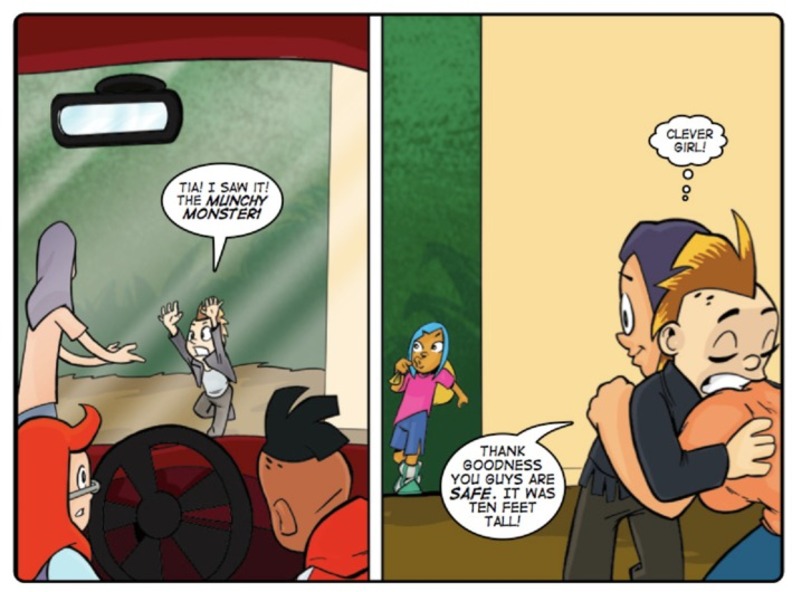 TIA! I SAW IT!
THE MUNCHY
MONSTER!
CLEVER
GIRL!
THANK
GOODNESS
YOU GUYS ARE
SAFE. IT WAS
TEN FEET
TALL!